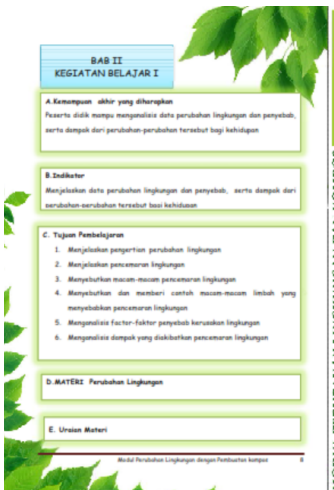 BAB II
KEGIATAN BELAJAR I
A.Kemampuan akhir yang diharapkan
Peserta didik mampu menganalisis data perubahan lingkungan dan penyebab,
serta dampak dari perubahan-perubahan tersebut bagi kehidupan
B.Indikator
Menjelaskan data perubahan lingkungan dan penyebab, serta dampak dari
perubahan-perubahan tersebut bagi kehidupan
C. Tujuan Pembelajaran
1. Menjelaskan pengertian perubahan lingkungan
2. Menjelaskan pencemaran lingkungan
3. Menyebutkan macam-macam pencemaran lingkungan
4. Menyebutkan dan memberi contoh macam-macam limbah yang
menyebabkan pencemaran lingkungan
5. Menganalisis faktor-faktor penyebab kerusakan lingkungan
6. Menganalisis dampak yang diakibatkan pencemaran lingkungan
D.MATERI Perubahan Lingkungan
E. Uraian Materi
Modul Perubahan Lingkungan dengan Pembuatan kompos 8